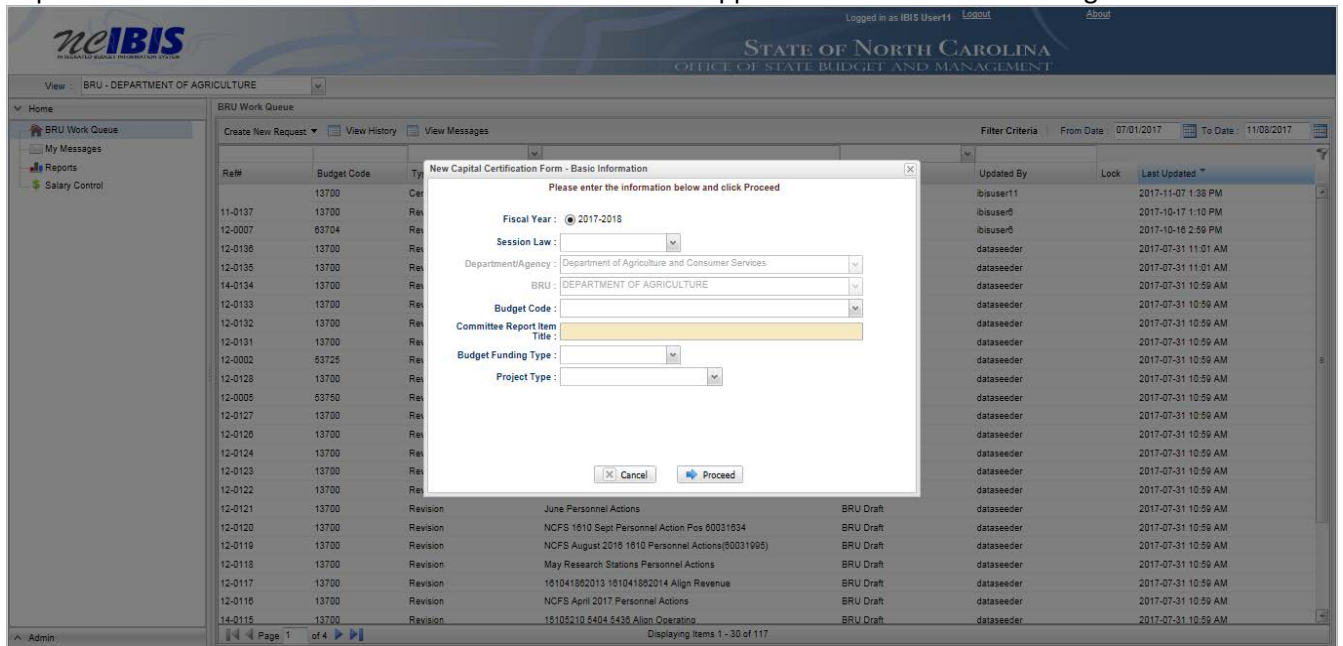 Logged in as IBIS User11 Logout About
ncIBIS
INTEGRATED BUDGET INFORMATION SYSTEM
STATE OF NORTH CAROLINA
OFFICE OF STATE BUDGET AND MANAGEMENT
View : BRU - DEPARTMENT OF AGRICULTURE
Home
BRU Work Queue
My Messages
Reports
Salary Control
Admin
BRU Work Queue
Create New Request View History View Messages Filter Criteria From Date : 07/01/2017 To Date : 11/08/2017
Ref# Budget Code Updated By Lock Last Updated
13700 ibisuser11 2017-11-07 1:38 PM
11-0137 13700 ibisuser6 2017-10-17 1:10 PM
12-0007 63704 ibisuser6 2017-10-16 2:59 PM
12-0136 13700 dataseeder 2017-07-31 11:01 AM
12-0135 13700 dataseeder 2017-07-31 11:01 AM
14-0134 13700 dataseeder 2017-07-31 10:59 AM
12-0133 13700 dataseeder 2017-07-31 10:59 AM
12-0132 13700 dataseeder 2017-07-31 10:59 AM
12-0131 13700 dataseeder 2017-07-31 10:59 AM
12-0002 53725 dataseeder 2017-07-31 10:59 AM
12-0128 13700 dataseeder 2017-07-31 10:59 AM
12-0005 53750 dataseeder 2017-07-31 10:59 AM
12-0127 13700 dataseeder 2017-07-31 10:59 AM
12-0126 13700 dataseeder 2017-07-31 10:59 AM
12-0124 13700 dataseeder 2017-07-31 10:59 AM
12-0123 13700 dataseeder 2017-07-31 10:59 AM
12-0122 13700 dataseeder 2017-07-31 10:59 AM
12-0121 13700 Revision June Personnel Actions BRU Draft dataseeder 2017-07-31 10:59 AM
12-0120 13700 Revision NCFS 1610 Sept Personnel Action Pos 60031634 BRU Draft dataseeder 2017-07-31 10:59 AM
12-0119 13700 Revision NCFS August 2016 1610 Personnel Actions(60031995) BRU Draft dataseeder 2017-07-31 10:59 AM
12-0118 13700 Revision May Research Stations Personnel Actions BRU Draft dataseeder 2017-07-31 10:59 AM
12-0117 13700 Revision 161041862013 161041862014 Align Revenue BRU Draft dataseeder 2017-07-31 10:59 AM
12-0116 13700 Revision NCFS April 2017 Personnel Actions BRU Draft dataseeder 2017-07-31 10:59 AM
14-0115 13700 Revision 15105210 5404 5436 Align Operating BRU Draft dataseeder 2017-07-31 10:59 AM
Page 1 of 4 Displaying Items 1 - 30 of 117
New Capital Certification Form - Basic Information
Please enter the information below and click Proceed
Fiscal Year : 2017-2018
Session Law :
Department/Agency : Department of Agriculture and Consumer Services
BRU : DEPARTMENT OF AGRICULTURE
Budget Code :
Committee Report Item
Title :
Budget Funding Type :
Project Type :
Cancel Proceed